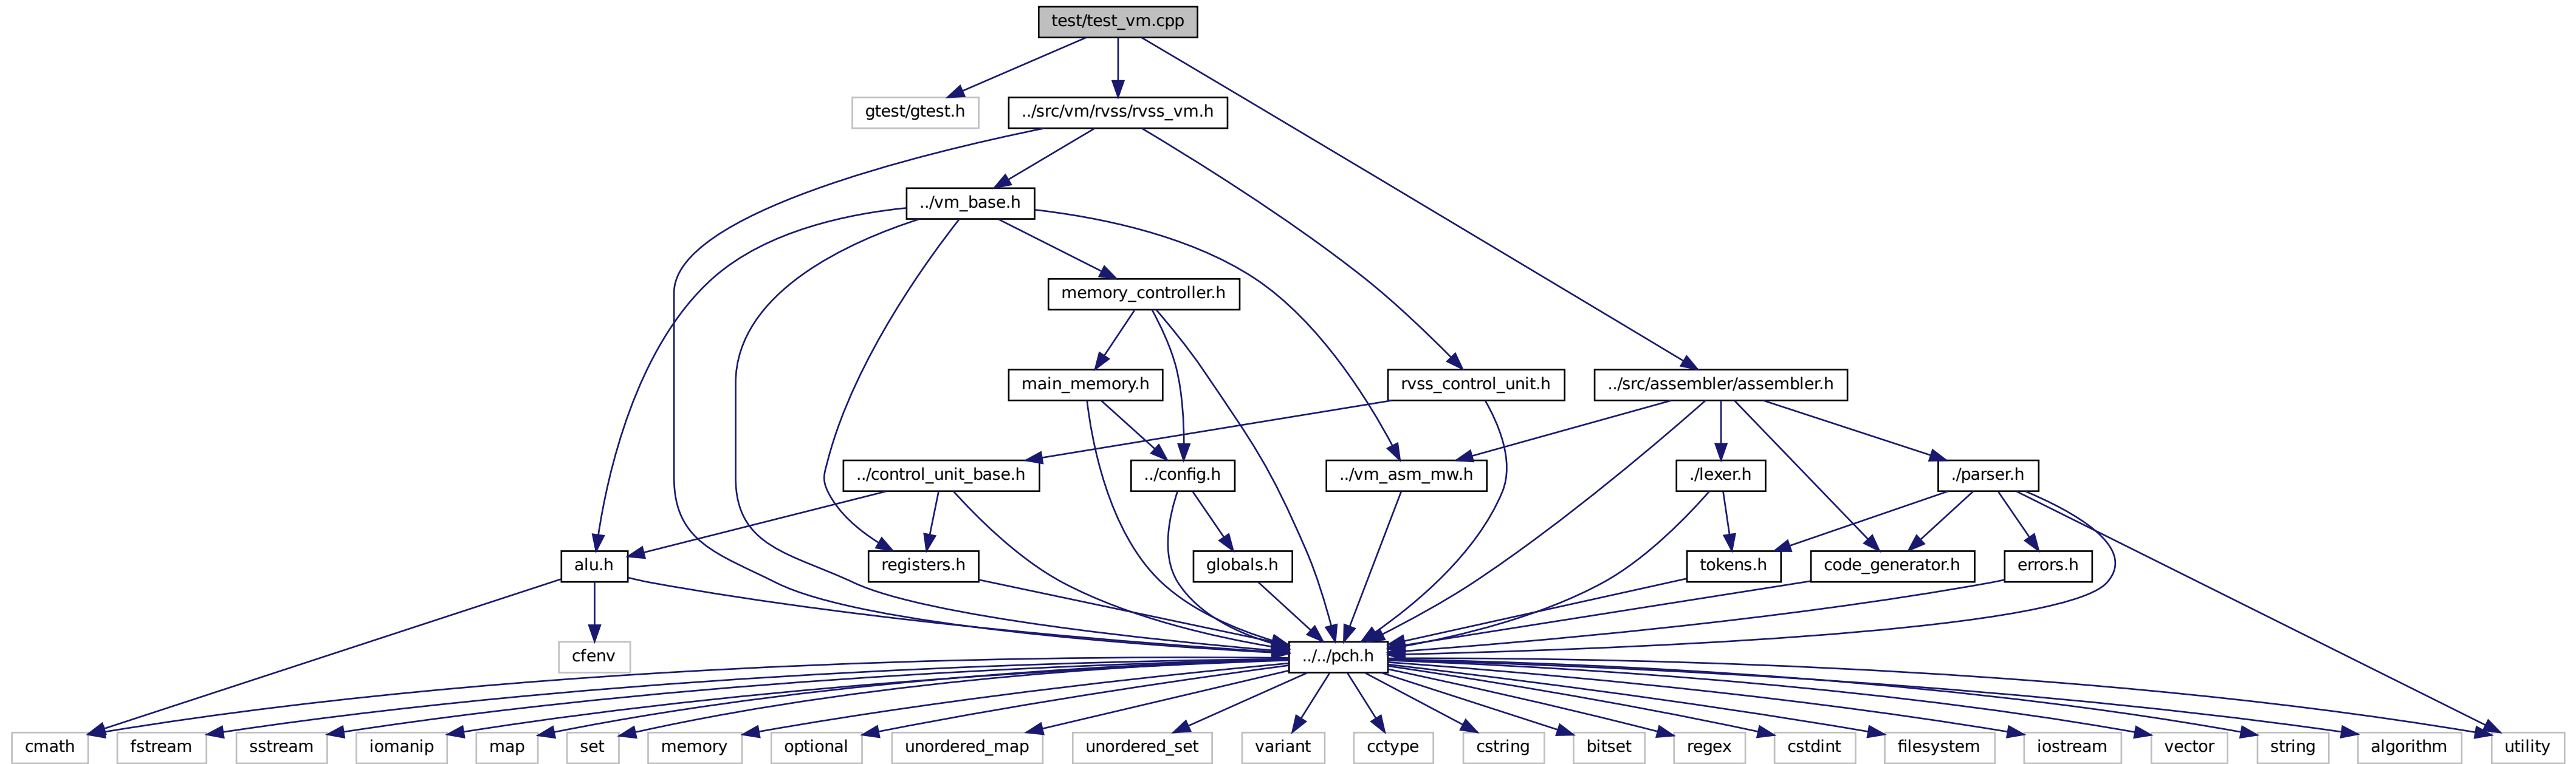 test/test_vm.cpp
gtest/gtest.h
../src/vm/rvss/rvss_vm.h
../vm_base.h
memory_controller.h
main_memory.h
rvss_control_unit.h
../src/assembler/assembler.h
../control_unit_base.h
../config.h
../vm_asm_mw.h
./lexer.h
./parser.h
alu.h
registers.h
globals.h
tokens.h
code_generator.h
errors.h
cfenv
../../pch.h
cmath
fstream
sstream
iomanip
map
set
memory
optional
unordered_map
unordered_set
variant
cctype
cstring
bitset
regex
cstdint
filesystem
iostream
vector
string
algorithm
utility